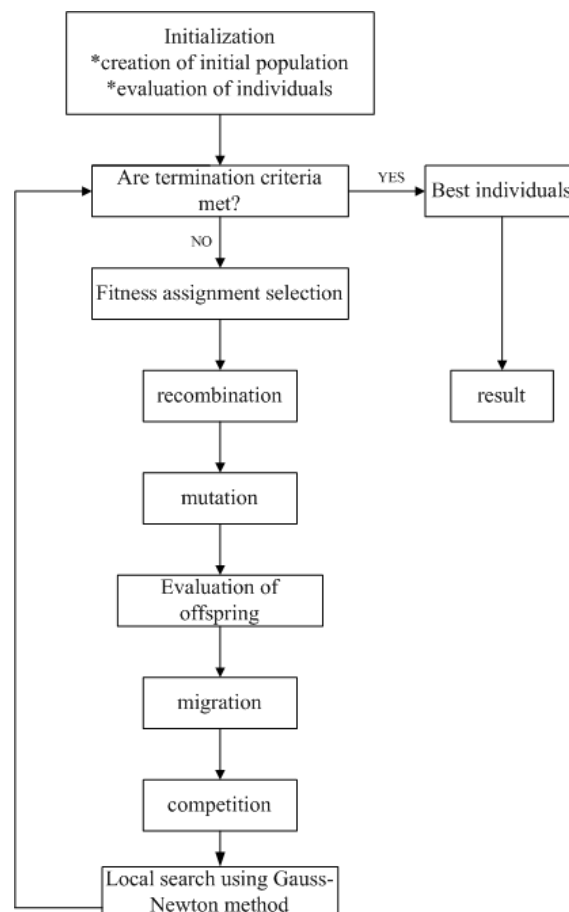 Initialization
*creation of initial population
*evaluation of individuals
Are termination criteria
met?
YES
Best individuals
NO
Fitness assignment selection
recombination
result
mutation
Evaluation of
offspring
migration
competition
Local search using Gauss-
Newton method